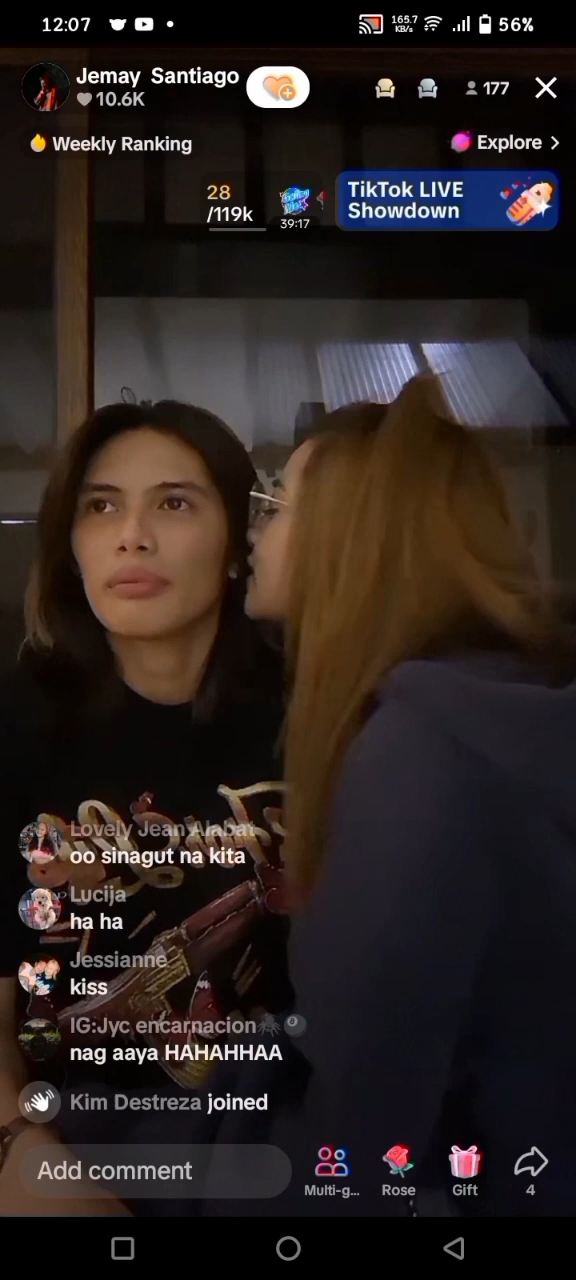 12:07
165.7
KB/s
56%
Jemay Santiago
10.6K
177
Weekly Ranking
Explore >
28
/119k
39:17
TikTok LIVE
Showdown
Lovely Jean Alabat
oo sinagut na kita
Lucija
ha ha
Jessianne
kiss
IG:Jyc encarnacion🕷🎱
nag aaya HAHAHHAA
Kim Destreza joined
Add comment
Multi-g...
Rose
Gift
4